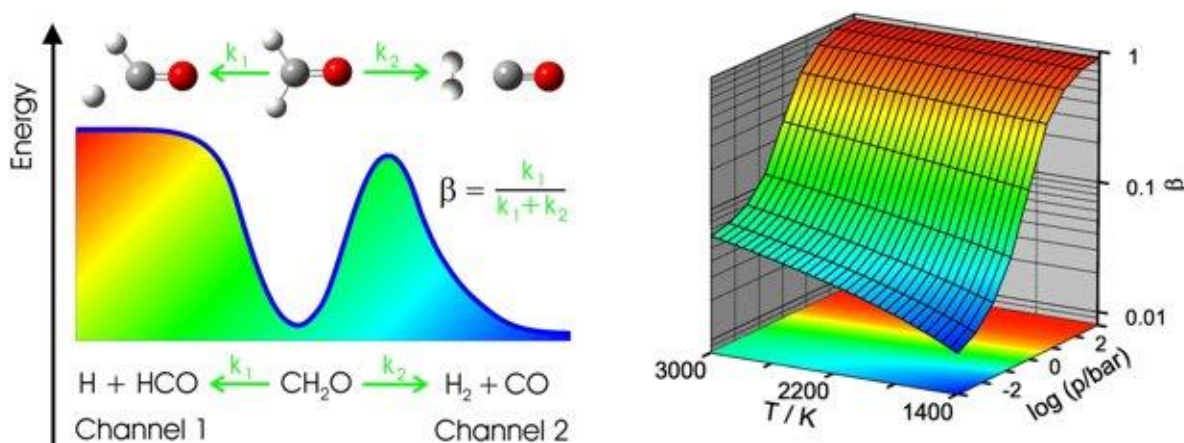 Energy
k₁
k₂
β = k₁ / (k₁ + k₂)
k₁
k₂
H + HCO
CH₂O
H₂ + CO
Channel 1
Channel 2
1
0.1
0.01
β
3000
2200
1400
T / K
-2
0
2
log (p/bar)